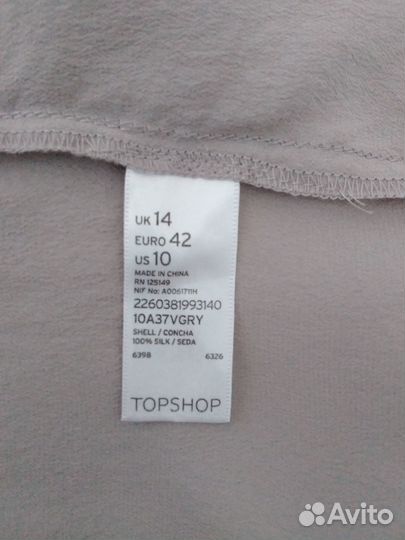 UK 14
EURO 42
US 10
MADE IN CHINA
RN 125149
NIF No: A0061711H
2260381993140
10A37VGRY
SHELL / CONCHA
100% SILK / SEDA
6398 6326
TOPSHOP
Avito